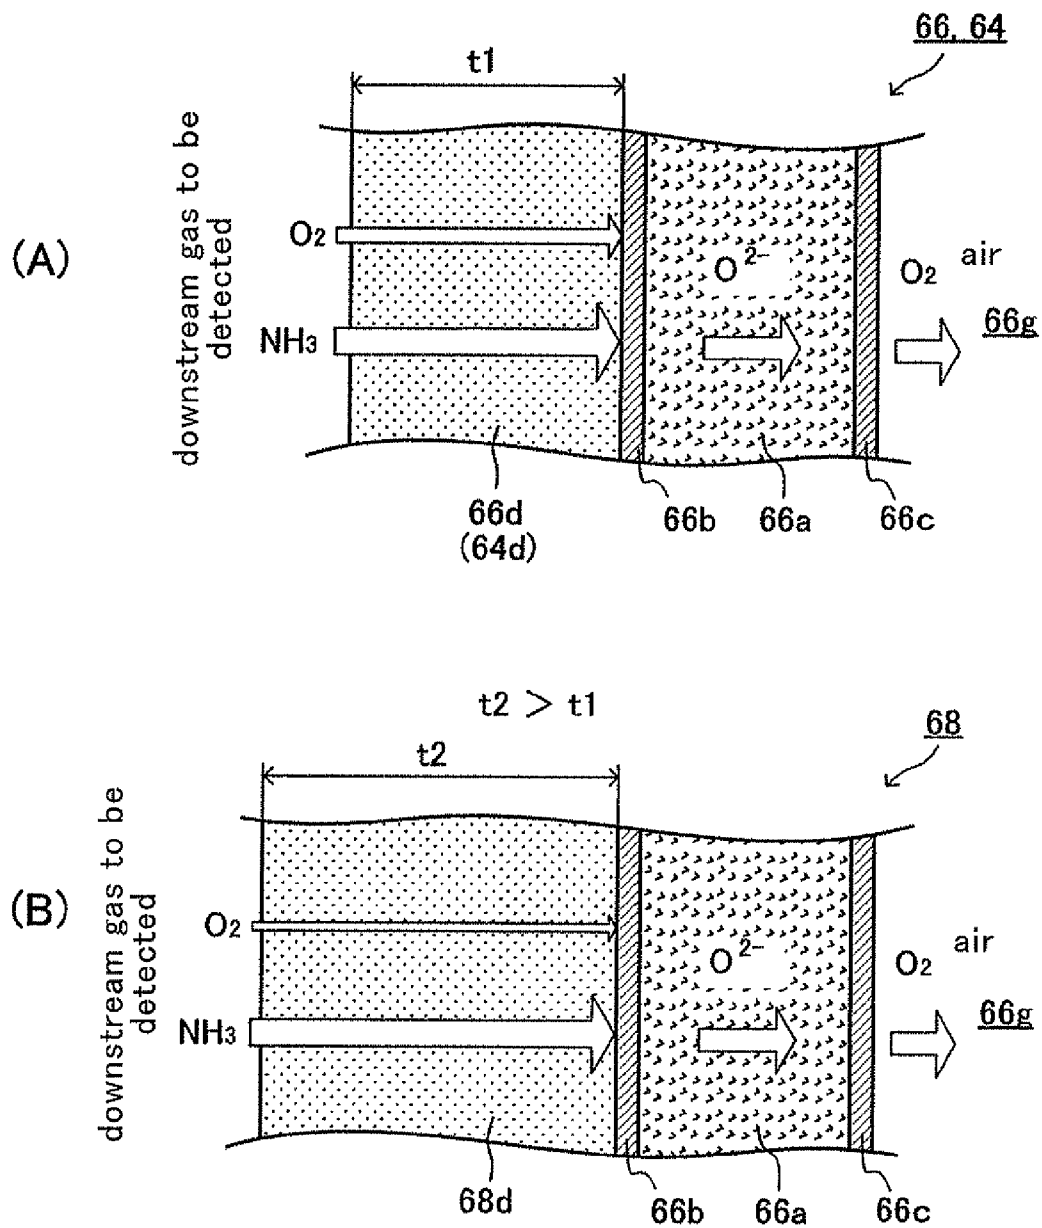 66, 64
t1
downstream gas to be
detected
(A)
O2
NH3
O2-
O2
air
66g
66d
(64d)
66b
66a
66c
t2 > t1
68
t2
downstream gas to be
detected
(B)
O2
NH3
O2-
O2
air
66g
68d
66b
66a
66c